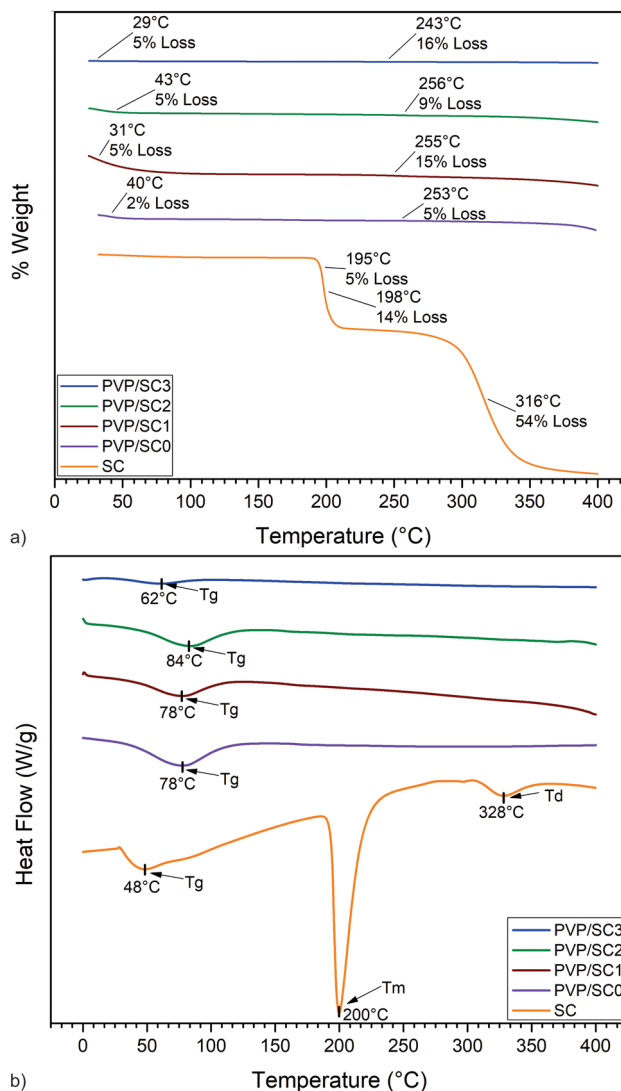 29°C
5% Loss
243°C
16% Loss
43°C
5% Loss
256°C
9% Loss
31°C
5% Loss
255°C
15% Loss
40°C
2% Loss
253°C
5% Loss
195°C
5% Loss
198°C
14% Loss
316°C
54% Loss
% Weight
PVP/SC3
PVP/SC2
PVP/SC1
PVP/SC0
SC
0 50 100 150 200 250 300 350 400
Temperature (°C)
a)
62°C Tg
84°C Tg
78°C Tg
78°C Tg
328°C Td
48°C Tg
Tm
200°C
Heat Flow (W/g)
PVP/SC3
PVP/SC2
PVP/SC1
PVP/SC0
SC
0 50 100 150 200 250 300 350 400
Temperature (°C)
b)